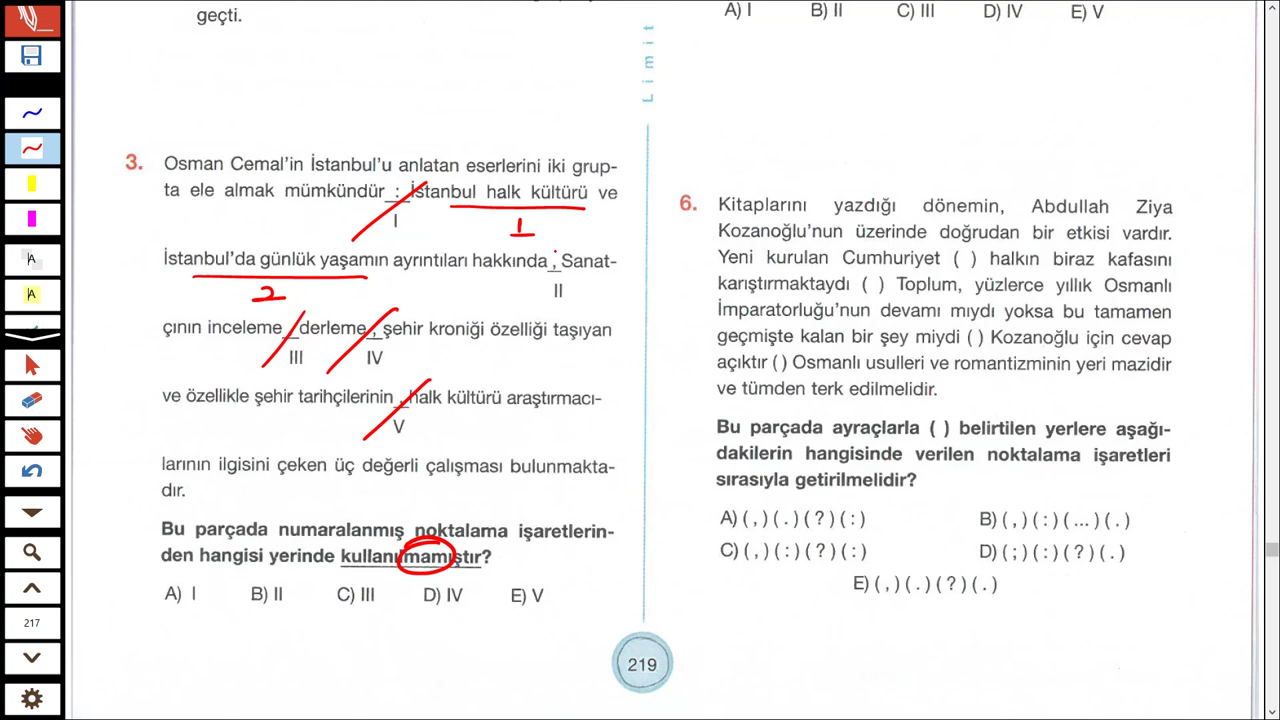 geçti.
A) I B) II C) III D) IV E) V
Limit
3. Osman Cemal'in İstanbul'u anlatan eserlerini iki grup-
ta ele almak mümkündür : İstanbul halk kültürü ve
I
1
İstanbul'da günlük yaşamın ayrıntıları hakkında , Sanat-
2
II
çının inceleme derleme , şehir kroniği özelliği taşıyan
III IV
ve özellikle şehir tarihçilerinin , halk kültürü araştırmacı-
V
larının ilgisini çeken üç değerli çalışması bulunmakta-
dır.
Bu parçada numaralanmış noktalama işaretlerin-
den hangisi yerinde kullanılmamıştır?
A) I B) II C) III D) IV E) V
6. Kitaplarını yazdığı dönemin, Abdullah Ziya
Kozanoğlu'nun üzerinde doğrudan bir etkisi vardır.
Yeni kurulan Cumhuriyet ( ) halkın biraz kafasını
karıştırmaktaydı ( ) Toplum, yüzlerce yıllık Osmanlı
İmparatorluğu'nun devamı mıydı yoksa bu tamamen
geçmişte kalan bir şey miydi ( ) Kozanoğlu için cevap
açıktır ( ) Osmanlı usulleri ve romantizminin yeri mazidir
ve tümden terk edilmelidir.
Bu parçada ayraçlarla ( ) belirtilen yerlere aşağı-
dakilerin hangisinde verilen noktalama işaretleri
sırasıyla getirilmelidir?
A) ( , ) ( . ) ( ? ) ( : ) B) ( , ) ( : ) ( ... ) ( . )
C) ( , ) ( : ) ( ? ) ( : ) D) ( ; ) ( : ) ( ? ) ( . )
E) ( , ) ( . ) ( ? ) ( . )
219
A
A
217